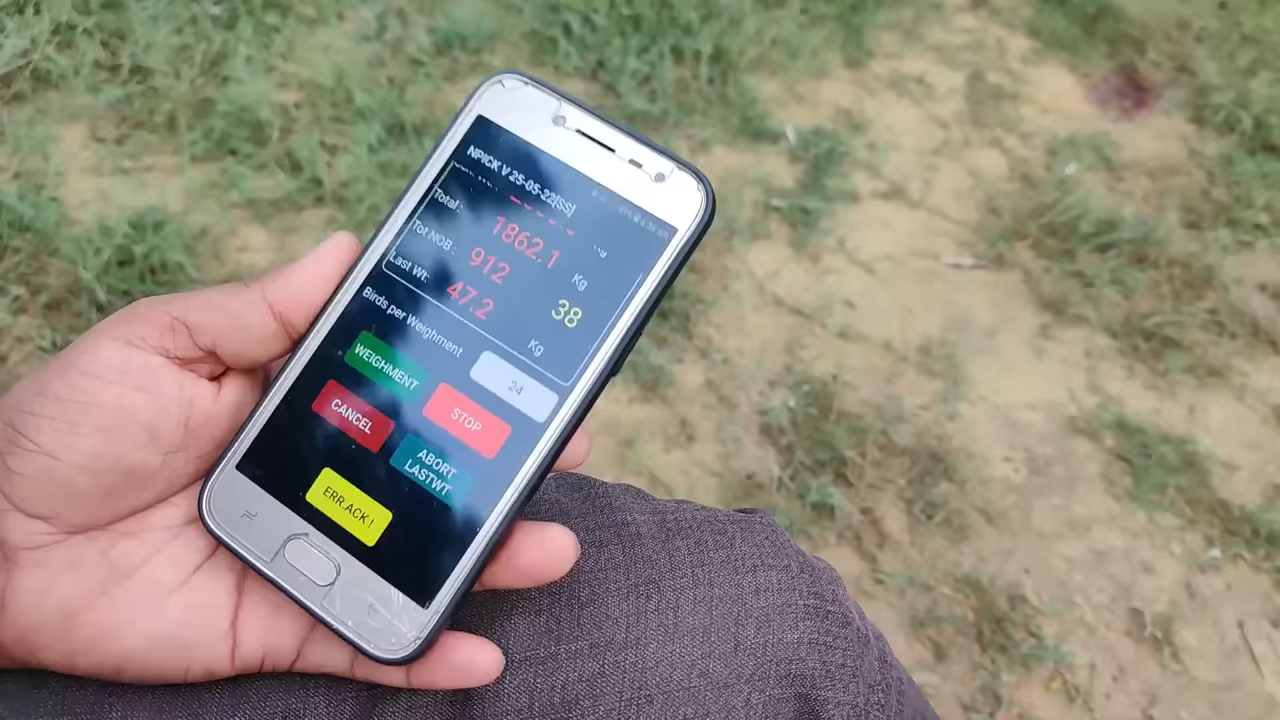 NPICK V 25-05-22[SS]
Total : 1862.1 Kg
Tot NOB : 912 38
Last Wt: 47.2 Kg
Birds per Weighment 24
WEIGHMENT STOP
CANCEL ABORT LASTWT
ERR.ACK !